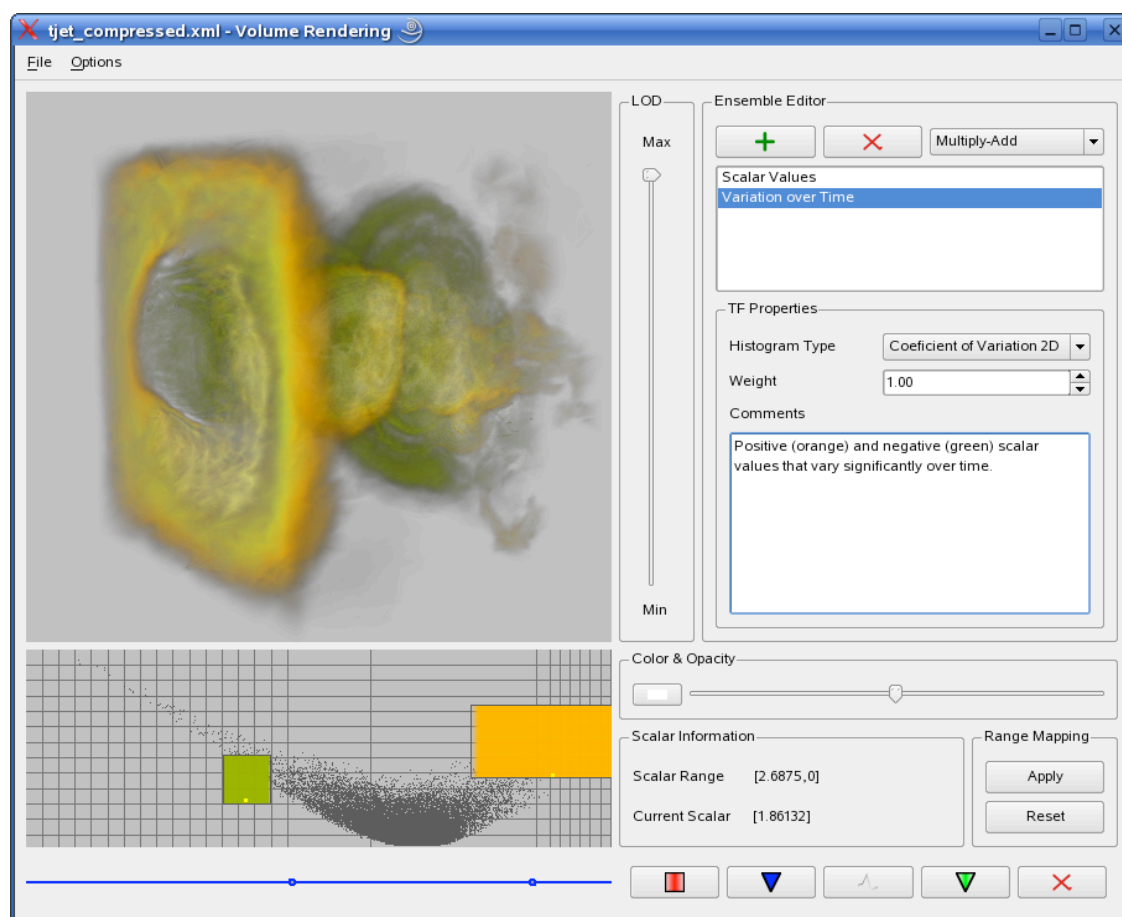 tjet_compressed.xml - Volume Rendering
File Options
LOD
Max
Min
Ensemble Editor
Multiply-Add
Scalar Values
Variation over Time
TF Properties
Histogram Type Coeficient of Variation 2D
Weight 1.00
Comments
Positive (orange) and negative (green) scalar
values that vary significantly over time.
Color & Opacity
Scalar Information
Scalar Range [2.6875,0]
Current Scalar [1.86132]
Range Mapping
Apply
Reset